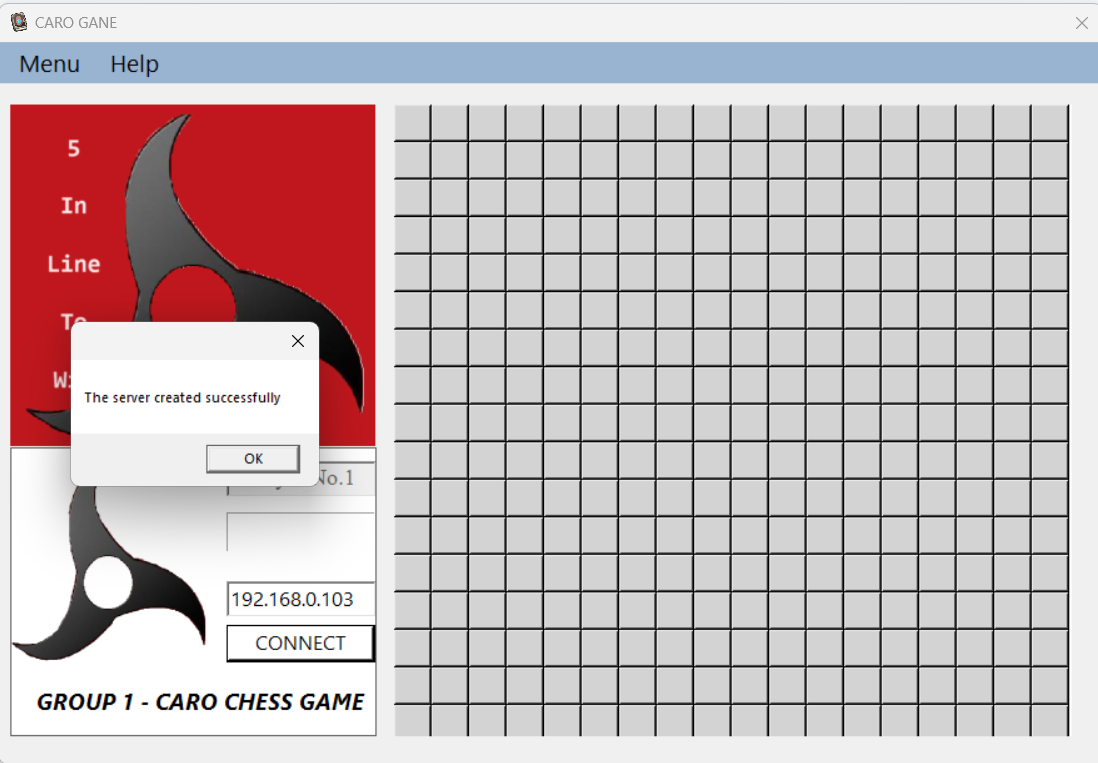 CARO GANE
Menu Help
5
In
Line
The server created successfully
OK
No.1
192.168.0.103
CONNECT
GROUP 1 - CARO CHESS GAME